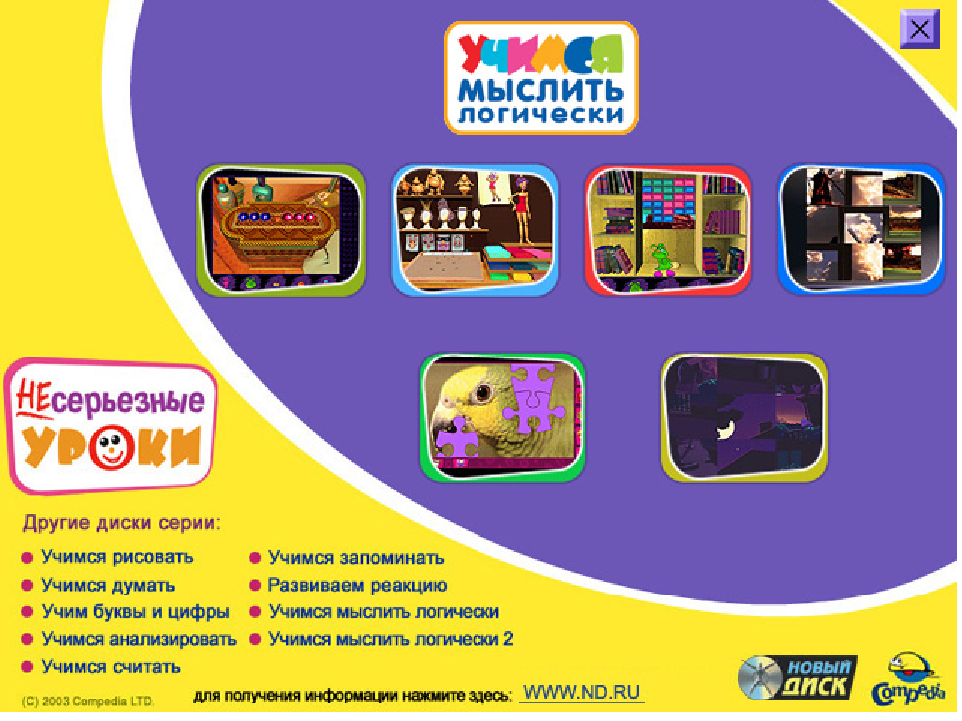 УЧИМСЯ
МЫСЛИТЬ
ЛОГИЧЕСКИ
НЕсерьезные
УРОКИ
Другие диски серии:
Учимся рисовать
Учимся думать
Учим буквы и цифры
Учимся анализировать
Учимся считать
Учимся запоминать
Развиваем реакцию
Учимся мыслить логически
Учимся мыслить логически 2
(C) 2003 Compedia LTD.
для получения информации нажмите здесь: WWW.ND.RU
НОВЫЙ
ДИСК
Compedia